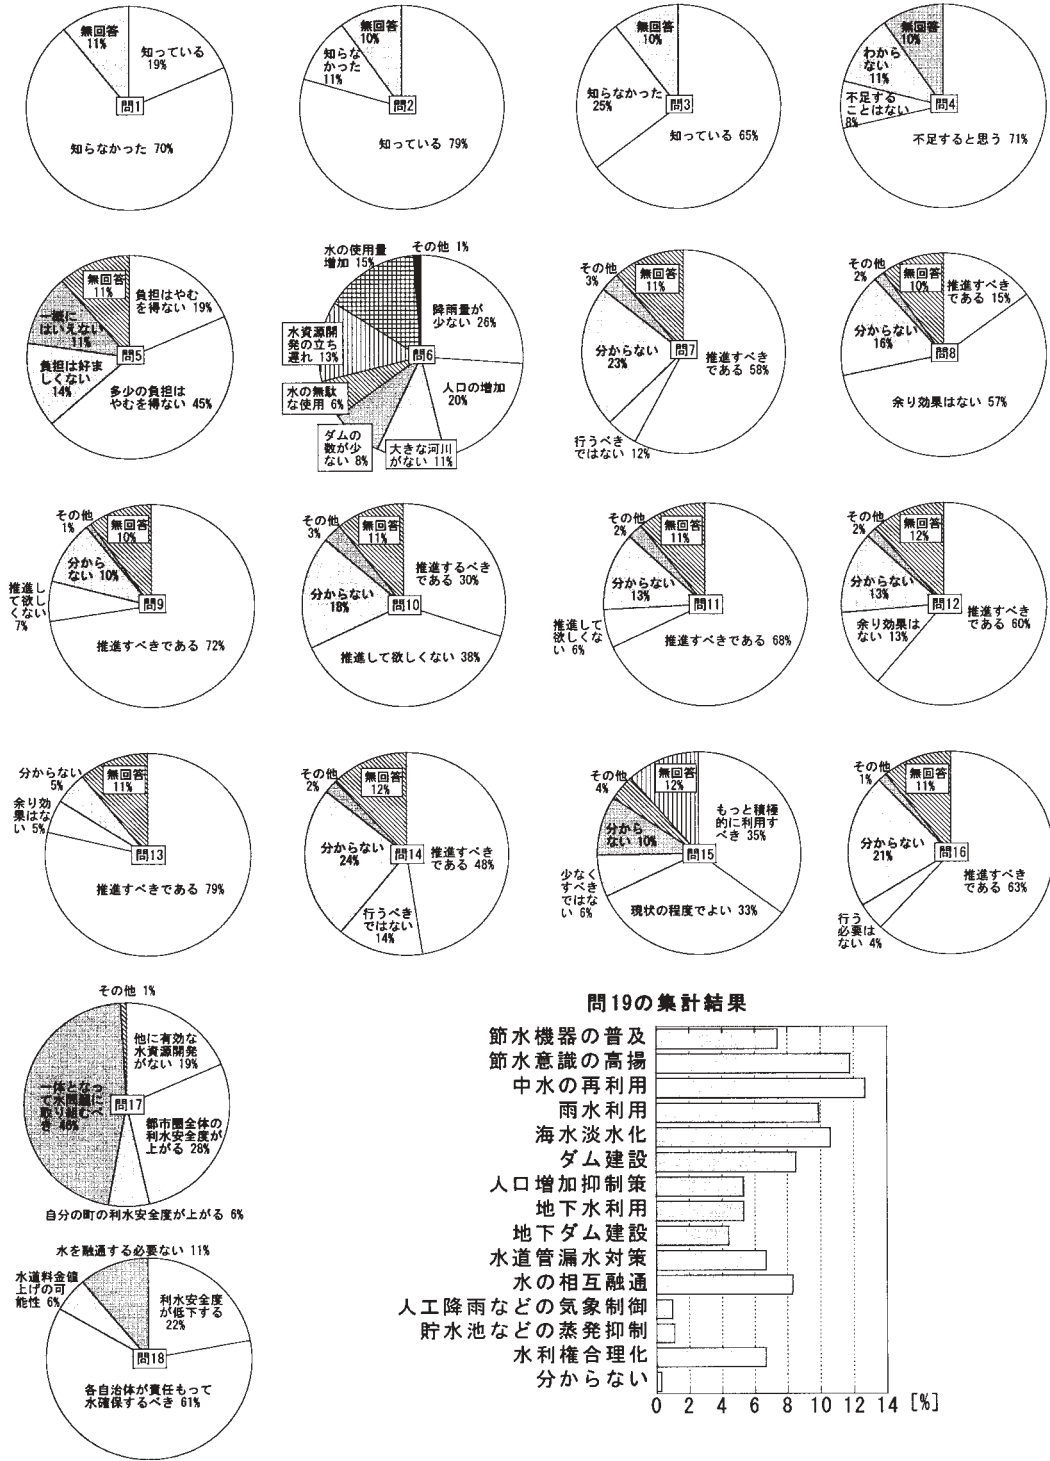 無回答
11%
知っている
19%
問1
知らなかった 70%
無回答
10%
知らな
かった
11%
問2
知っている 79%
無回答
10%
知らなかった
25%
問3
知っている 65%
無回答
10%
わから
ない
11%
不足する
ことはない
8%
問4
不足すると思う 71%
無回答
11%
負担はやむ
を得ない 19%
一概に
はいえない
11%
問5
負担は好ま
しくない
14%
多少の負担は
やむを得ない 45%
水の使用量
増加 15%
その他 1%
降雨量が
少ない 26%
水資源開
発の立ち
遅れ 13%
問6
人口の増加
20%
水の無駄
な使用 6%
ダムの
数が少
ない 8%
大きな河川
がない 11%
その他
3%
無回答
11%
分からない
23%
問7
推進すべき
である 58%
行うべき
ではない 12%
その他
2%
無回答
10%
推進すべき
である 15%
分からない
16%
問8
余り効果はない 57%
その他
1%
無回答
10%
分から
ない 10%
推進し
て欲し
くない
7%
問9
推進すべきである 72%
その他
3%
無回答
11%
推進するべき
である 30%
分からない
18%
問10
推進して欲しくない 38%
その他
2%
無回答
11%
分からない
13%
問11
推進して
欲しくな
い 6%
推進すべきである 68%
その他
2%
無回答
12%
分からない
13%
問12
推進すべき
である 60%
余り効果は
ない 13%
分からない
5%
無回答
11%
余り効
果はな
い 5%
問13
推進すべきである 79%
その他
2%
無回答
12%
分からない
24%
問14
推進すべき
である 48%
行うべき
ではない
14%
その他
4%
無回答
12%
もっと積極
的に利用す
べき 35%
分から
ない 10%
問15
少なく
すべき
ではな
い 6%
現状の程度でよい 33%
その他
1%
無回答
11%
分からない
21%
問16
推進すべき
である 63%
行う
必要は
ない 4%
その他 1%
他に有効な
水資源開発
がない 19%
一体となっ
て水問題に
取り組むべ
き 46%
問17
都市圏全体の
利水安全度が
上がる 28%
自分の町の利水安全度が上がる 6%
水を融通する必要ない 11%
水道料金値
上げの可
能性 6%
利水安全度
が低下する
22%
問18
各自治体が責任もって
水確保するべき 61%
問19の集計結果
節水機器の普及
節水意識の高揚
中水の再利用
雨水利用
海水淡水化
ダム建設
人口増加抑制策
地下水利用
地下ダム建設
水道管漏水対策
水の相互融通
人工降雨などの気象制御
貯水池などの蒸発抑制
水利権合理化
分からない
0 2 4 6 8 10 12 14 [%]